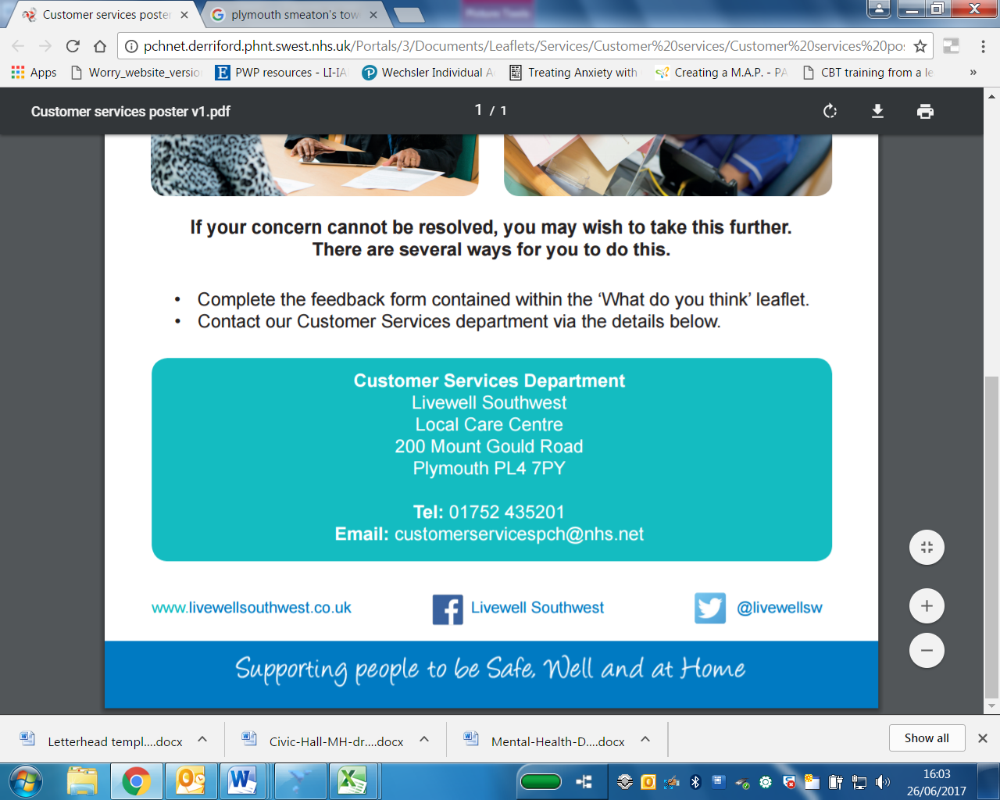 Customer services poster
plymouth smeaton's tow
Picture Tools
pchnet.derriford.phnt.swest.nhs.uk/Portals/3/Documents/Leaflets/Services/Customer%20services/Customer%20services%20po
Apps
Worry_website_versio
PWP resources - LI-IA
Wechsler Individual A
Treating Anxiety with
Creating a M.A.P. - PA
CBT training from a le
»
Customer services poster v1.pdf
1 / 1
If your concern cannot be resolved, you may wish to take this further.
There are several ways for you to do this.
• Complete the feedback form contained within the ‘What do you think’ leaflet.
• Contact our Customer Services department via the details below.
Customer Services Department
Livewell Southwest
Local Care Centre
200 Mount Gould Road
Plymouth PL4 7PY
Tel: 01752 435201
Email: customerservicespch@nhs.net
www.livewellsouthwest.co.uk
Livewell Southwest
@livewellsw
Supporting people to be Safe, Well and at Home
Letterhead templ....docx
Civic-Hall-MH-dr....docx
Mental-Health-D....docx
Show all
16:03
26/06/2017